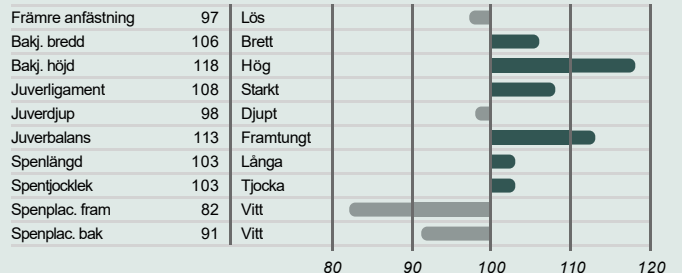 Främre anfästning 97 Lös
Bakj. bredd 106 Brett
Bakj. höjd 118 Hög
Juverligament 108 Starkt
Juverdjup 98 Djupt
Juverbalans 113 Framtungt
Spenlängd 103 Långa
Spentjocklek 103 Tjocka
Spenplac. fram 82 Vitt
Spenplac. bak 91 Vitt
80 90 100 110 120